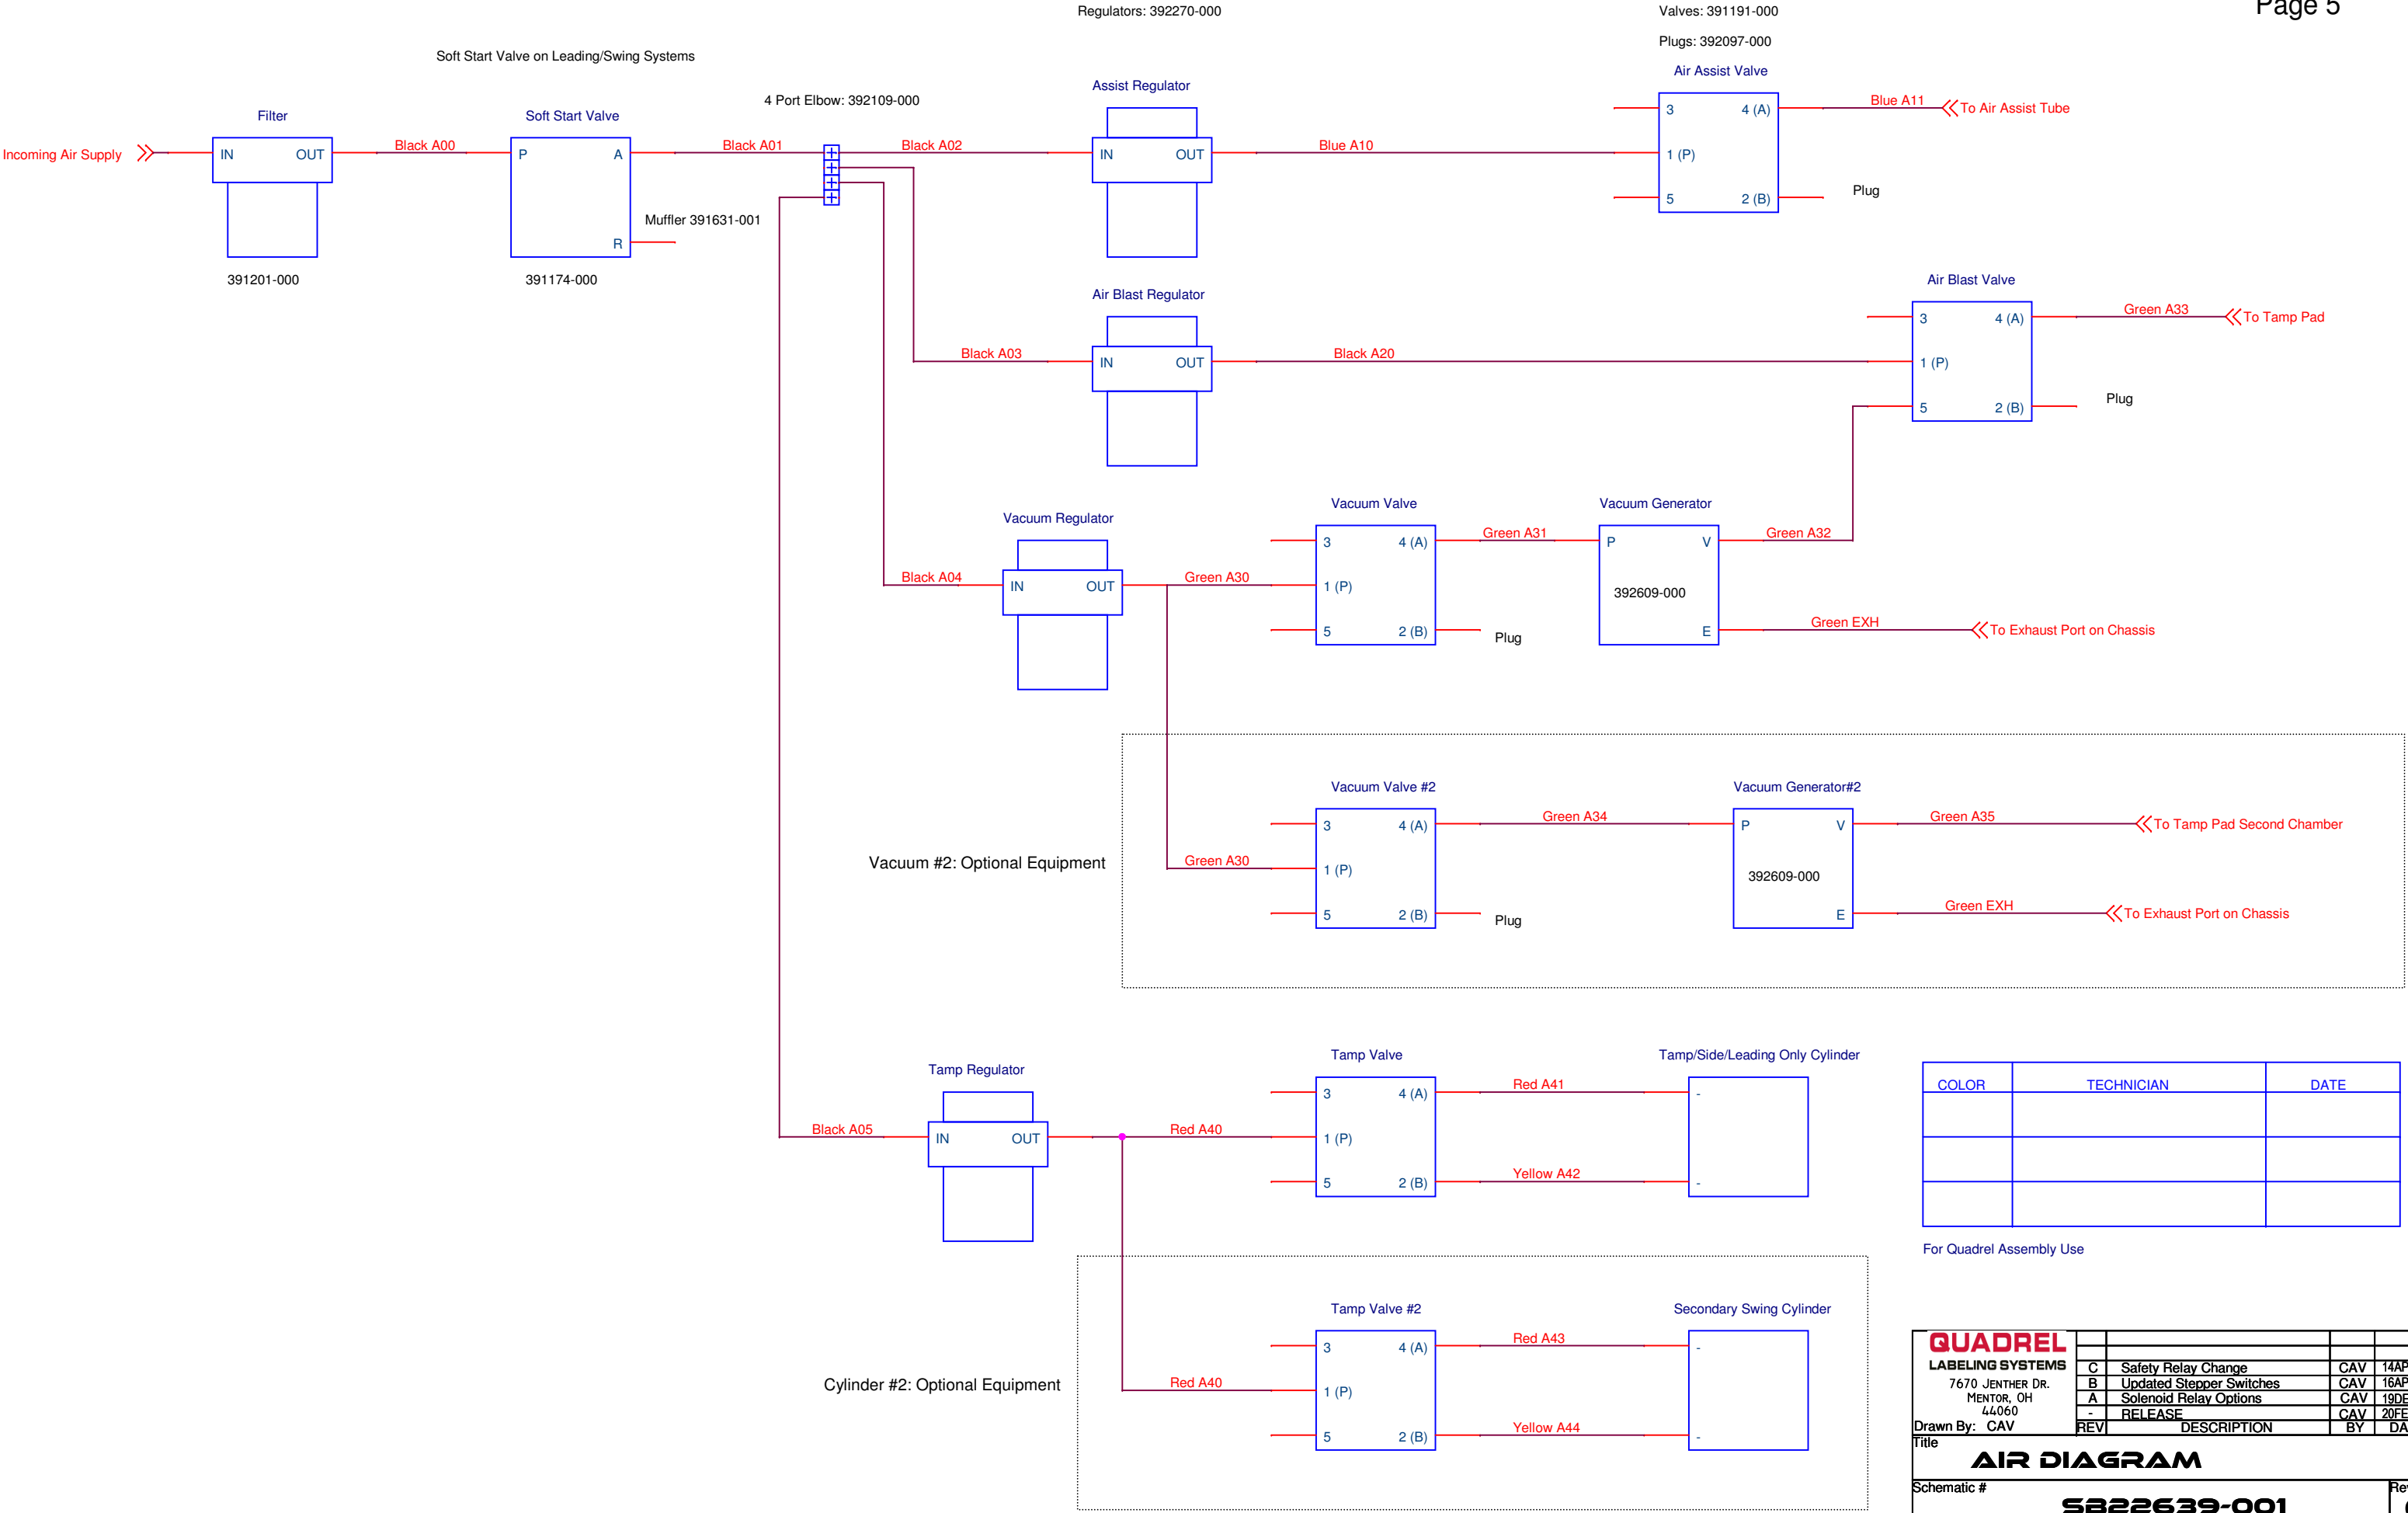 Page 5
Regulators: 392270-000
Valves: 391191-000
Plugs: 392097-000
Soft Start Valve on Leading/Swing Systems
4 Port Elbow: 392109-000
Incoming Air Supply
Filter
IN OUT
391201-000
Black A00
Soft Start Valve
P A
R
391174-000
Muffler 391631-001
Black A01
Black A02
Assist Regulator
IN OUT
Blue A10
Air Assist Valve
3 4 (A)
1 (P)
5 2 (B)
Blue A11
To Air Assist Tube
Plug
Black A03
Air Blast Regulator
IN OUT
Black A20
Air Blast Valve
3 4 (A)
1 (P)
5 2 (B)
Green A33
To Tamp Pad
Plug
Black A04
Vacuum Regulator
IN OUT
Green A30
Vacuum Valve
3 4 (A)
1 (P)
5 2 (B)
Plug
Green A31
Vacuum Generator
P V
392609-000
E
Green A32
Green EXH
To Exhaust Port on Chassis
Vacuum #2: Optional Equipment
Green A30
Vacuum Valve #2
3 4 (A)
1 (P)
5 2 (B)
Plug
Green A34
Vacuum Generator#2
P V
392609-000
E
Green A35
To Tamp Pad Second Chamber
Green EXH
To Exhaust Port on Chassis
Black A05
Tamp Regulator
IN OUT
Red A40
Tamp Valve
3 4 (A)
1 (P)
5 2 (B)
Red A41
Yellow A42
Tamp/Side/Leading Only Cylinder
-
-
Cylinder #2: Optional Equipment
Red A40
Tamp Valve #2
3 4 (A)
1 (P)
5 2 (B)
Red A43
Yellow A44
Secondary Swing Cylinder
-
-
COLOR TECHNICIAN DATE
For Quadrel Assembly Use
QUADREL
LABELING SYSTEMS
7670 JENTHER DR.
MENTOR, OH
44060
Drawn By: CAV
C Safety Relay Change CAV 14AP
B Updated Stepper Switches CAV 16AP
A Solenoid Relay Options CAV 19DE
- RELEASE CAV 20FE
REV DESCRIPTION BY DA
Title
AIR DIAGRAM
Schematic #
SB22639-001
Rev